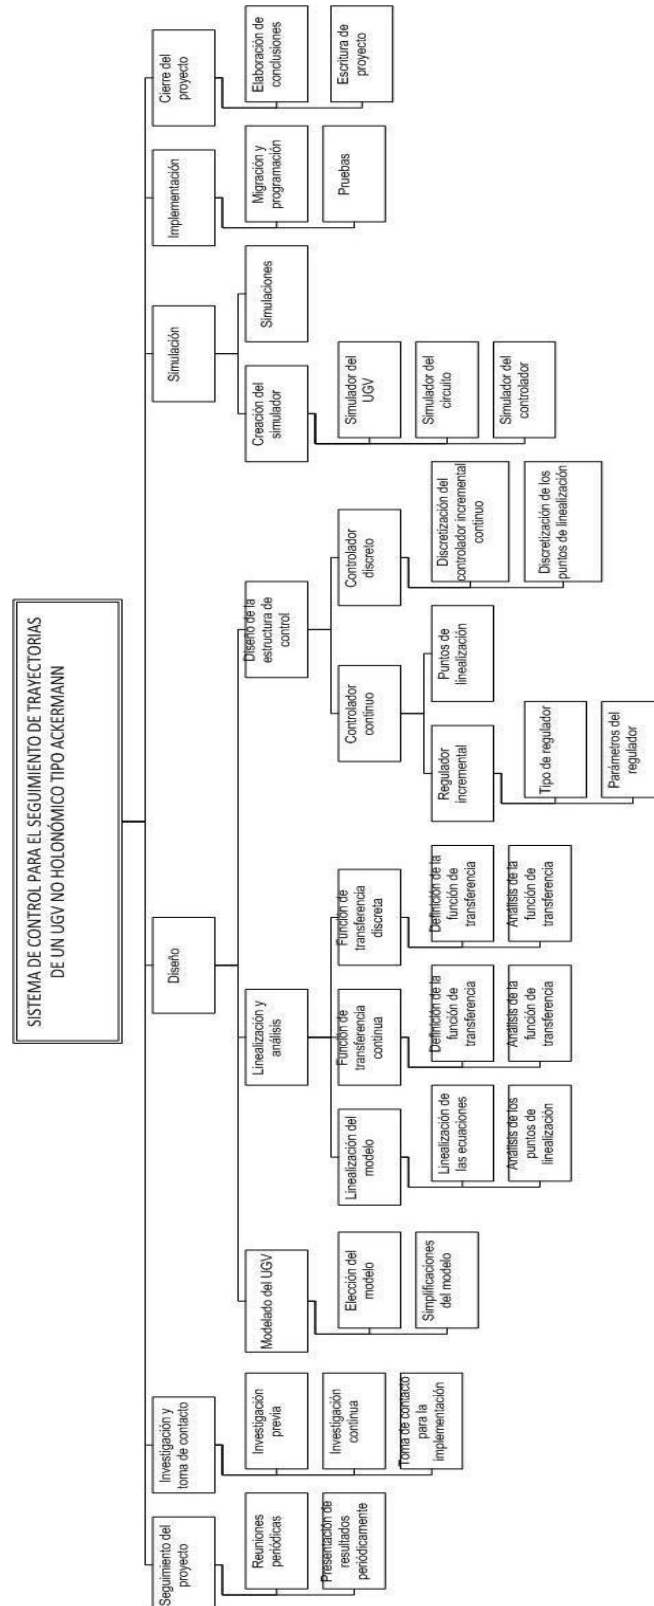 SISTEMA DE CONTROL PARA EL SEGUIMIENTO DE TRAYECTORIAS
DE UN UGV NO HOLONÓMICO TIPO ACKERMANN
Seguimiento del
proyecto
Reuniones
periódicas
Presentación de
resultados
periódicamente
Investigación y
toma de contacto
Investigación
previa
Investigación
continua
Toma de contacto
para la
implementación
Diseño
Modelado del UGV
Elección del
modelo
Simplificaciones
del modelo
Linealización y
análisis
Linealización del
modelo
Linealización de
las ecuaciones
Análisis de los
puntos de
linealización
Función de
transferencia
continua
Definición de la
función de
transferencia
Análisis de la
función de
transferencia
Función de
transferencia
discreta
Definición de la
función de
transferencia
Análisis de la
función de
transferencia
Diseño de la
estructura de
control
Controlador
continuo
Regulador
incremental
Tipo de regulador
Parámetros del
regulador
Puntos de
linealización
Controlador
discreto
Discretización del
controlador incremental
continuo
Discretización de los
puntos de linealización
Simulación
Creación del
simulador
Simulador del
UGV
Simulador del
circuito
Simulador del
controlador
Simulaciones
Implementación
Migración y
programación
Pruebas
Cierre del
proyecto
Elaboración de
conclusiones
Escritura de
proyecto